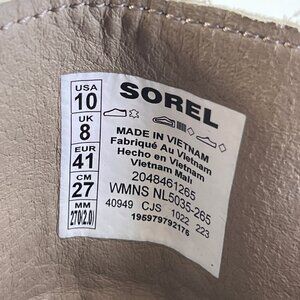 USA
10
UK
8
EUR
41
CM
27
MM
270(2.0)
SOREL
MADE IN VIETNAM
Fabriqué Au Vietnam
Hecho en Vietnam
Vietnam Malı
2048461265
WMNS NL5035-265
40949 CJS 1022 223
195979792176